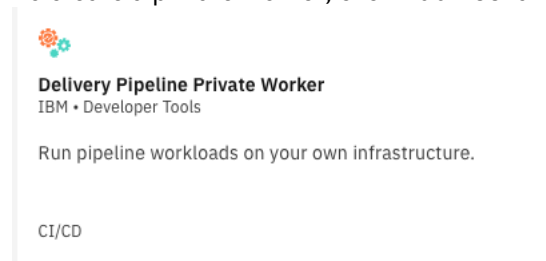 Delivery Pipeline Private Worker
IBM • Developer Tools
Run pipeline workloads on your own infrastructure.
CI/CD